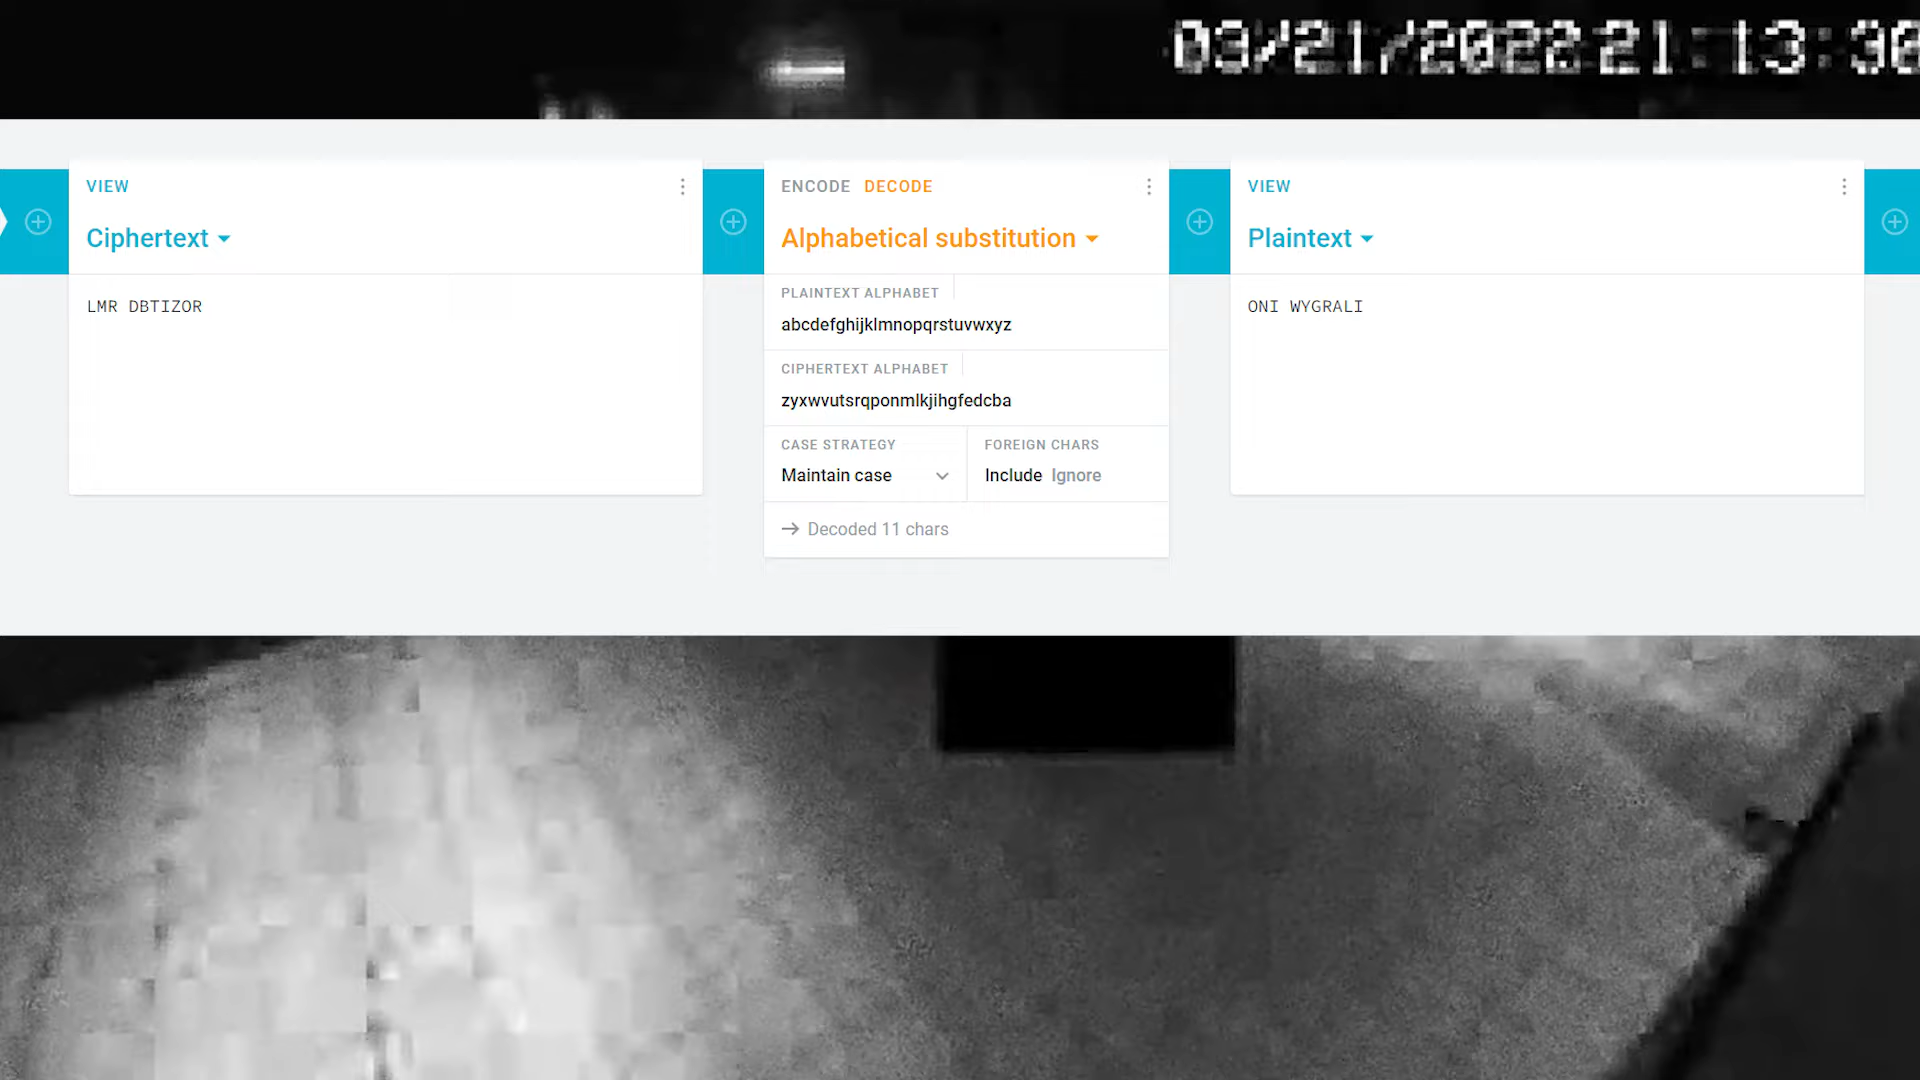 03/21/2022 21:13:30
VIEW
Ciphertext
LMR DBTIZOR
ENCODE DECODE
Alphabetical substitution
PLAINTEXT ALPHABET
abcdefghijklmnopqrstuvwxyz
CIPHERTEXT ALPHABET
zyxwvutsrqponmlkjihgfedcba
CASE STRATEGY
Maintain case
FOREIGN CHARS
Include Ignore
→ Decoded 11 chars
VIEW
Plaintext
ONI WYGRALI